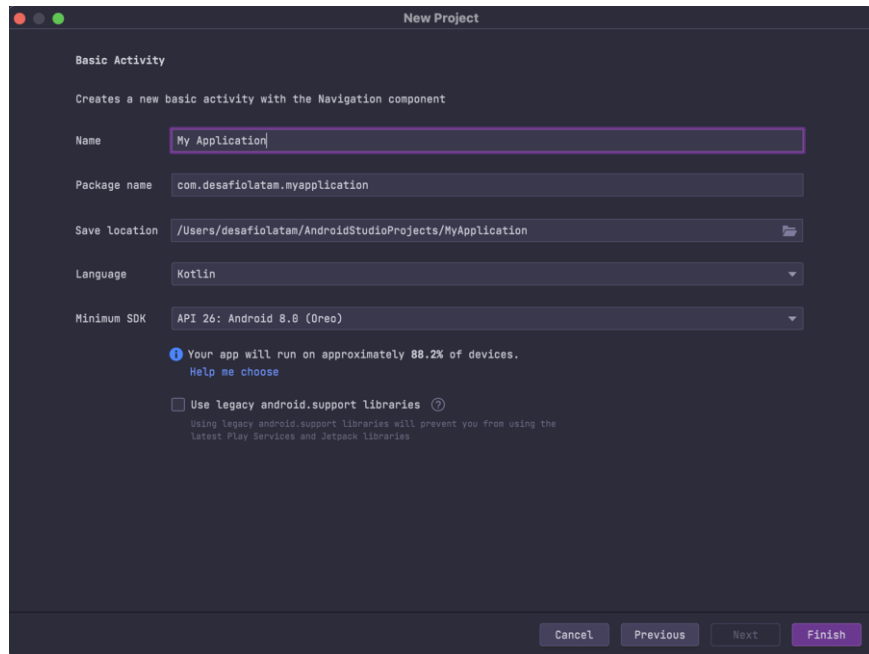 New Project
Basic Activity
Creates a new basic activity with the Navigation component
Name
My Application
Package name
com.desafiolatam.myapplication
Save location
/Users/desafiolatam/AndroidStudioProjects/MyApplication
Language
Kotlin
Minimum SDK
API 26: Android 8.0 (Oreo)
i Your app will run on approximately 88.2% of devices.
Help me choose
Use legacy android.support libraries ?
Using legacy android.support libraries will prevent you from using the
latest Play Services and Jetpack libraries
Cancel
Previous
Next
Finish